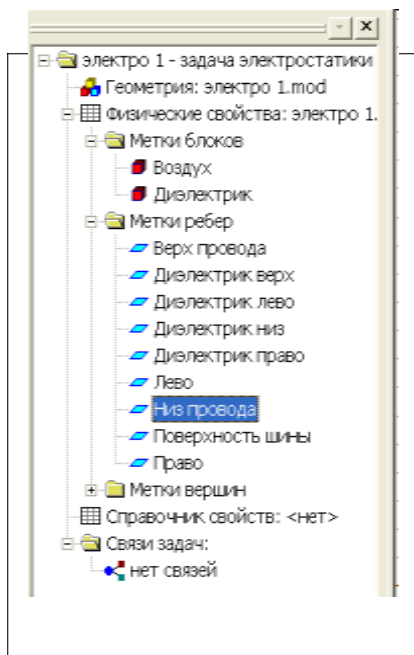 электро 1 - задача электростатики
Геометрия: электро 1.mod
Физические свойства: электро 1.
Метки блоков
Воздух
Диэлектрик
Метки ребер
Верх провода
Диэлектрик верх
Диэлектрик лево
Диэлектрик низ
Диэлектрик право
Лево
Низ провода
Поверхность шины
Право
Метки вершин
Справочник свойств: <нет>
Связи задач:
нет связей